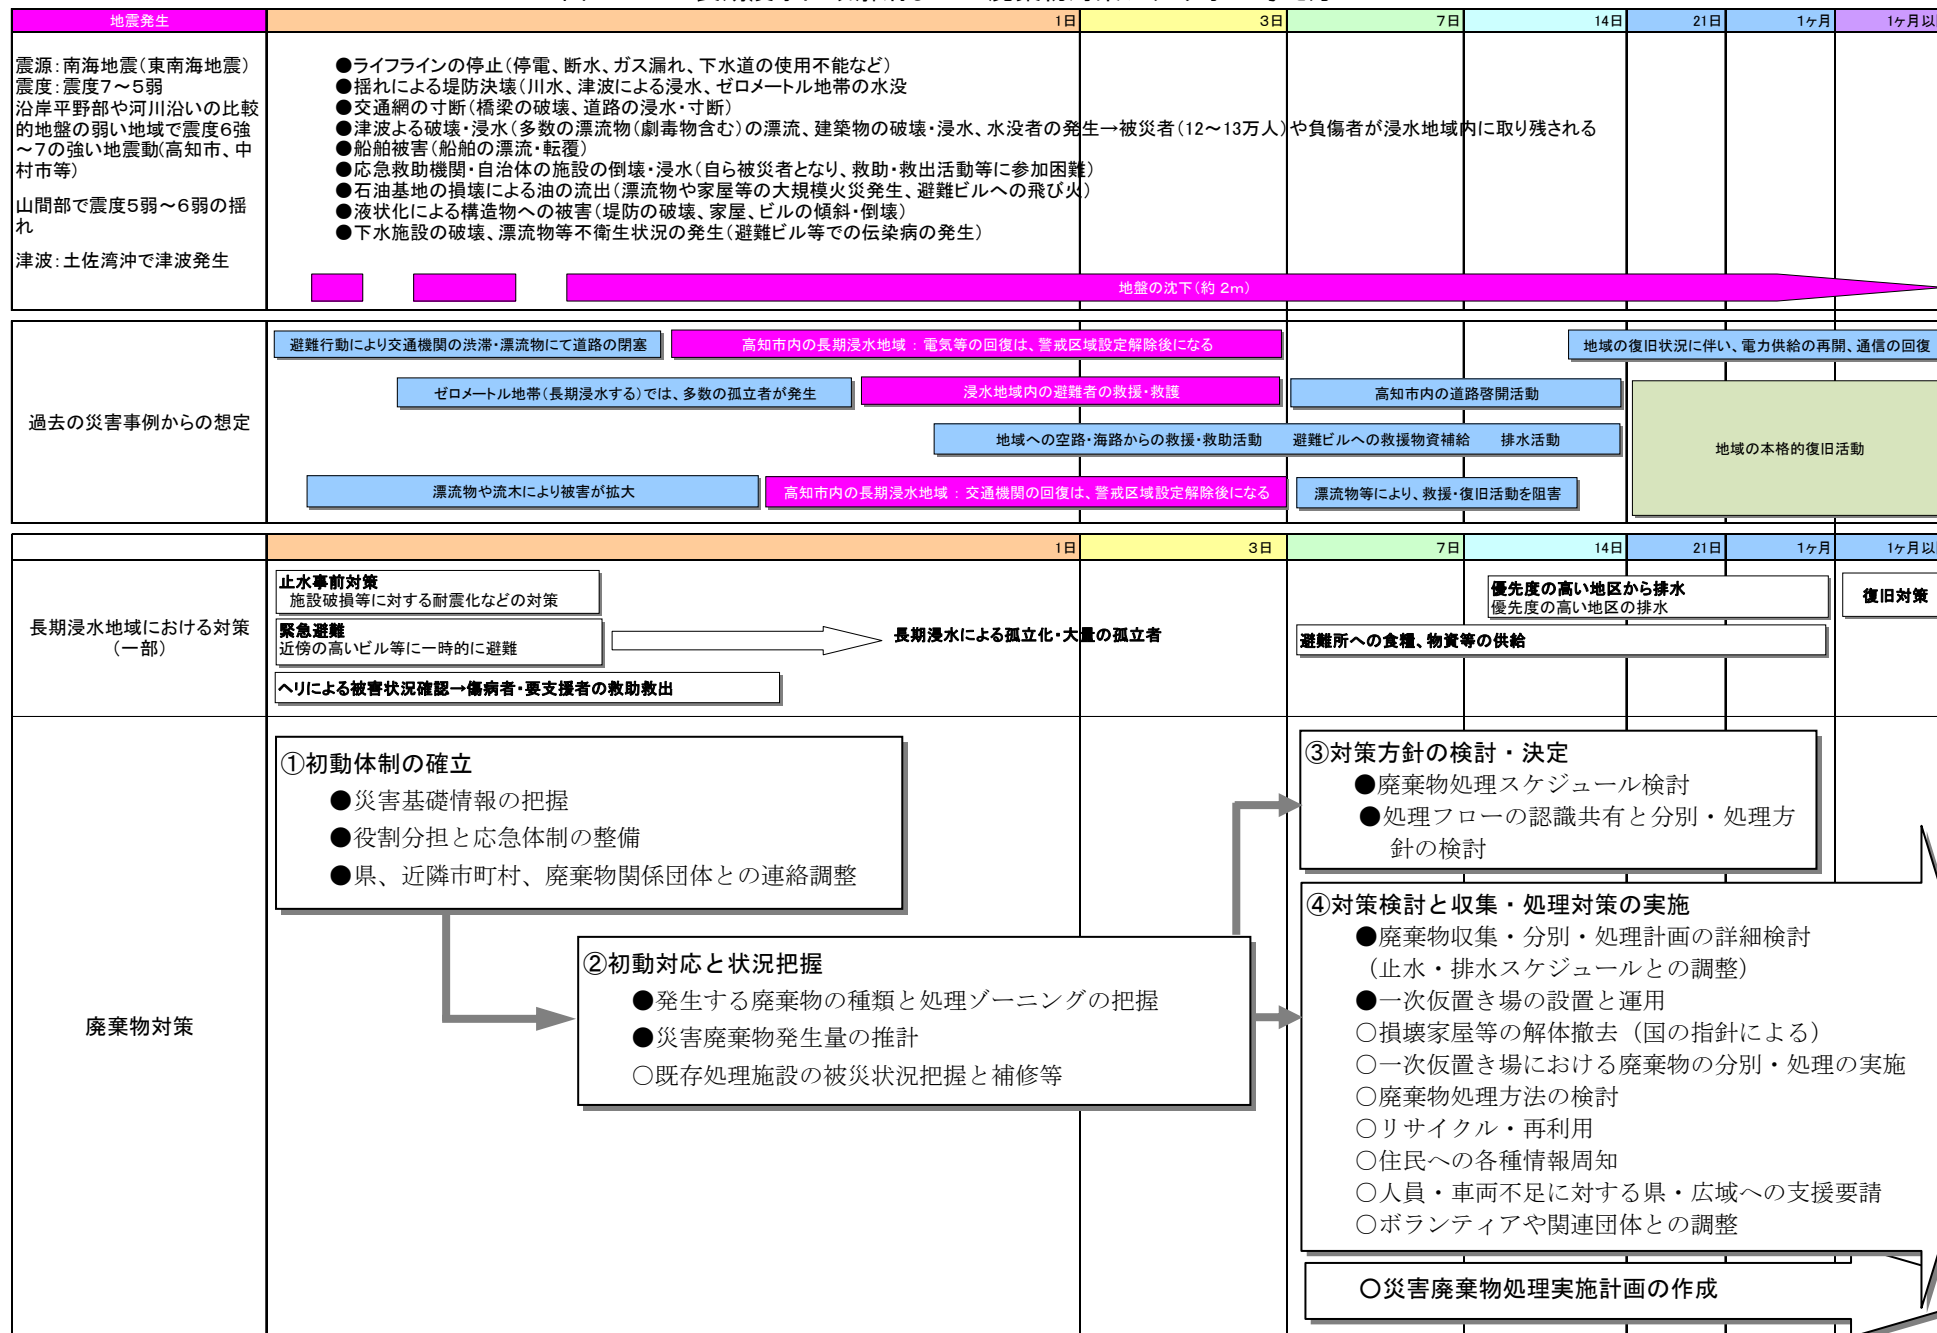 地震発生
1日
3日
7日
14日
21日
1ヶ月
1ヶ月以
震源:南海地震(東南海地震)
震度:震度7～5弱
沿岸平野部や河川沿いの比較
的地盤の弱い地域で震度6強
～7の強い地震動(高知市、中
村市等)
山間部で震度5弱～6弱の揺
れ
津波:土佐湾沖で津波発生
●ライフラインの停止(停電、断水、ガス漏れ、下水道の使用不能など)
●揺れによる堤防決壊(川水、津波による浸水、ゼロメートル地帯の水没
●交通網の寸断(橋梁の破壊、道路の浸水・寸断)
●津波よる破壊・浸水(多数の漂流物(劇毒物含む)の漂流、建築物の破壊・浸水、水没者の発生→被災者(12～13万人)や負傷者が浸水地域内に取り残される
●船舶被害(船舶の漂流・転覆)
●応急救助機関・自治体の施設の倒壊・浸水(自ら被災者となり、救助・救出活動等に参加困難)
●石油基地の損壊による油の流出(漂流物や家屋等の大規模火災発生、避難ビルへの飛び火)
●液状化による構造物への被害(堤防の破壊、家屋、ビルの傾斜・倒壊)
●下水施設の破壊、漂流物等不衛生状況の発生(避難ビル等での伝染病の発生)
地盤の沈下(約 2m)
過去の災害事例からの想定
避難行動により交通機関の渋滞・漂流物にて道路の閉塞
高知市内の長期浸水地域 : 電気等の回復は、警戒区域設定解除後になる
地域の復旧状況に伴い、電力供給の再開、通信の回復
ゼロメートル地帯(長期浸水する)では、多数の孤立者が発生
浸水地域内の避難者の救援・救護
高知市内の道路啓開活動
地域への空路・海路からの救援・救助活動 避難ビルへの救援物資補給 排水活動
地域の本格的復旧活動
漂流物や流木により被害が拡大
高知市内の長期浸水地域 : 交通機関の回復は、警戒区域設定解除後になる
漂流物等により、救援・復旧活動を阻害
1日
3日
7日
14日
21日
1ヶ月
1ヶ月以
長期浸水地域における対策
(一部)
止水事前対策
施設破損等に対する耐震化などの対策
緊急避難
近傍の高いビル等に一時的に避難
長期浸水による孤立化・大量の孤立者
ヘリによる被害状況確認→傷病者・要支援者の救助救出
優先度の高い地区から排水
優先度の高い地区の排水
復旧対策
避難所への食糧、物資等の供給
廃棄物対策
①初動体制の確立
●災害基礎情報の把握
●役割分担と応急体制の整備
●県、近隣市町村、廃棄物関係団体との連絡調整
②初動対応と状況把握
●発生する廃棄物の種類と処理ゾーニングの把握
●災害廃棄物発生量の推計
○既存処理施設の被災状況把握と補修等
③対策方針の検討・決定
●廃棄物処理スケジュール検討
●処理フローの認識共有と分別・処理方
針の検討
④対策検討と収集・処理対策の実施
●廃棄物収集・分別・処理計画の詳細検討
(止水・排水スケジュールとの調整)
●一次仮置き場の設置と運用
○損壊家屋等の解体撤去(国の指針による)
○一次仮置き場における廃棄物の分別・処理の実施
○廃棄物処理方法の検討
○リサイクル・再利用
○住民への各種情報周知
○人員・車両不足に対する県・広域への支援要請
○ボランティアや関連団体との調整
○災害廃棄物処理実施計画の作成